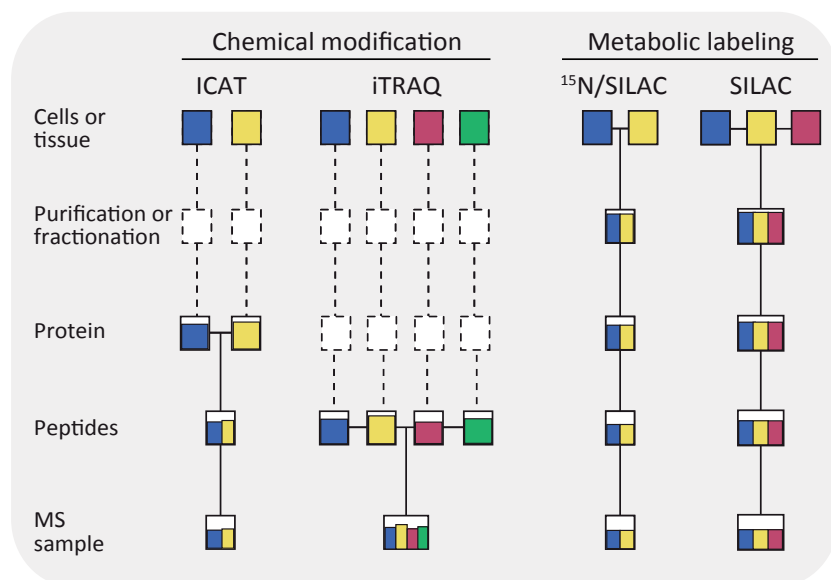 Chemical modification
Metabolic labeling
ICAT
iTRAQ
¹⁵N/SILAC
SILAC
Cells or
tissue
Purification or
fractionation
Protein
Peptides
MS
sample